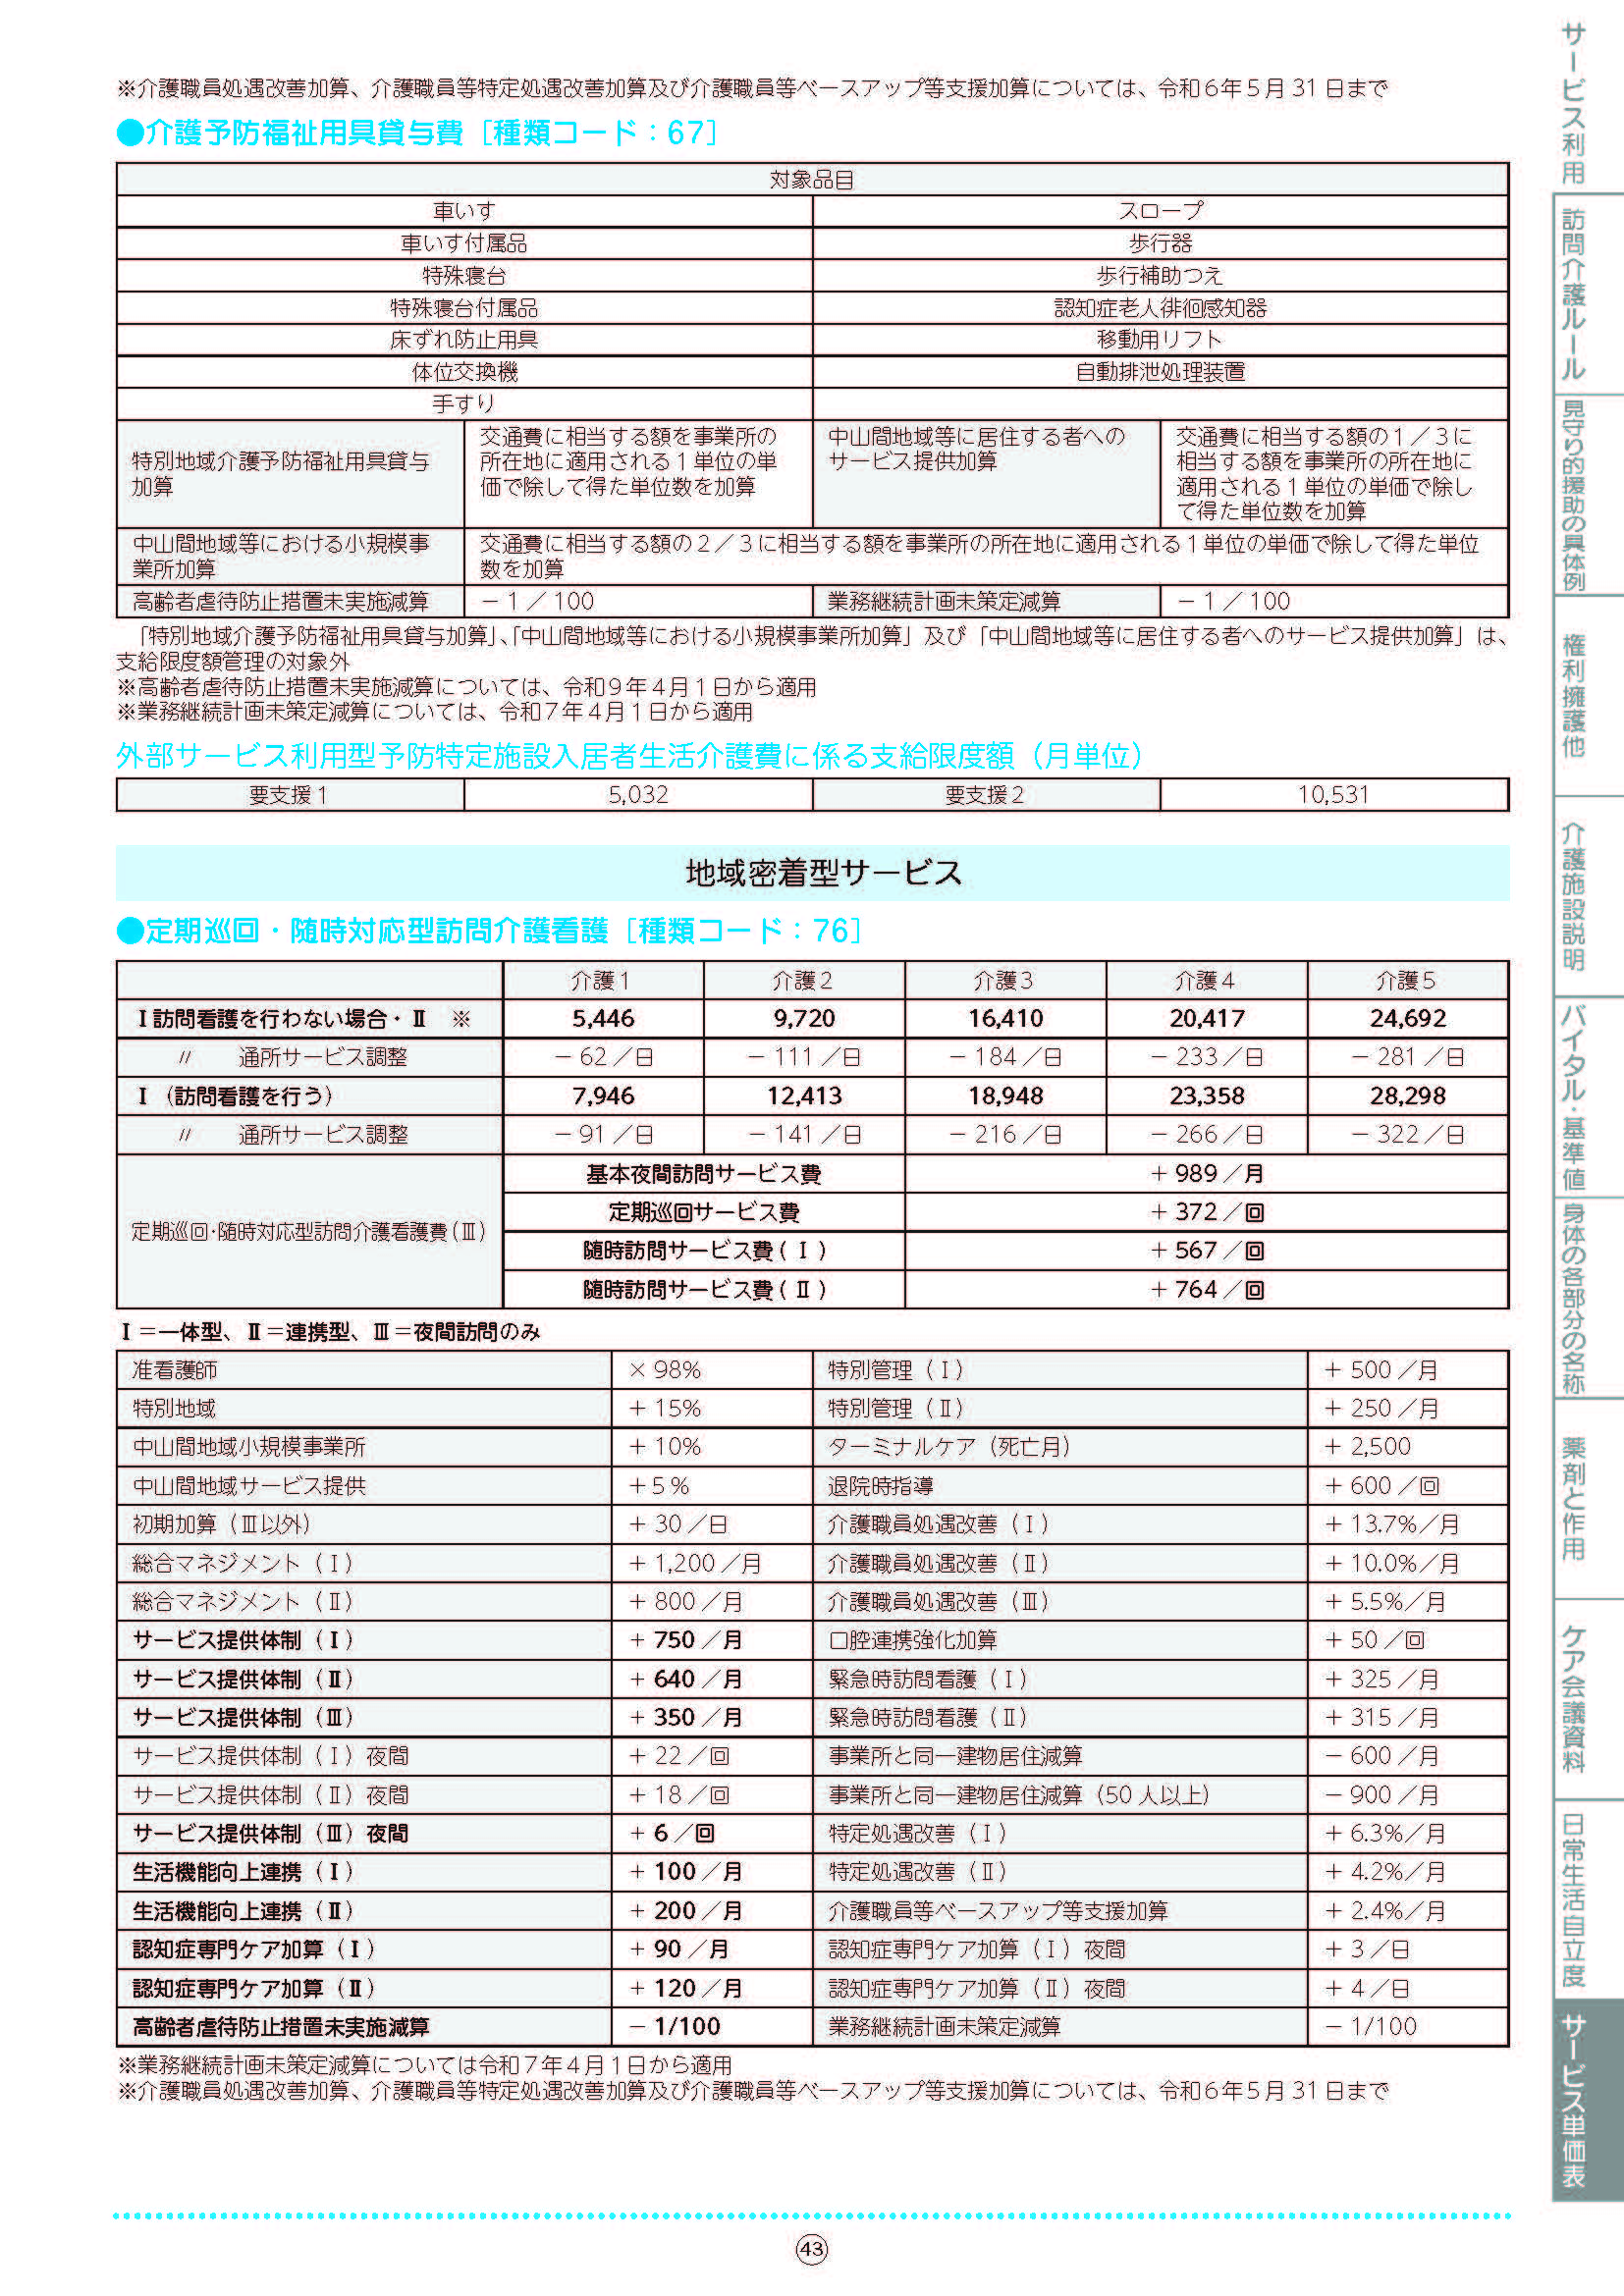 ※介護職員処遇改善加算、介護職員等特定処遇改善加算及び介護職員等ベースアップ等支援加算については、令和６年５月 31 日まで
●介護予防福祉用具貸与費［種類コード：67］
対象品目
車いす　スロープ
車いす付属品　歩行器
特殊寝台　歩行補助つえ
特殊寝台付属品　認知症老人徘徊感知器
床ずれ防止用具　移動用リフト
体位交換機　自動排泄処理装置
手すり
特別地域介護予防福祉用具貸与
加算
交通費に相当する額を事業所の
所在地に適用される１単位の単
価で除して得た単位数を加算
中山間地域等に居住する者への
サービス提供加算
交通費に相当する額の１／３に
相当する額を事業所の所在地に
適用される１単位の単価で除し
て得た単位数を加算
中山間地域等における小規模事
業所加算
交通費に相当する額の２／３に相当する額を事業所の所在地に適用される１単位の単価で除して得た単位
数を加算
高齢者虐待防止措置未実施減算　－１／100　業務継続計画未策定減算　－１／100
「特別地域介護予防福祉用具貸与加算」、「中山間地域等における小規模事業所加算」及び「中山間地域等に居住する者へのサービス提供加算」は、
支給限度額管理の対象外
※高齢者虐待防止措置未実施減算については、令和９年４月１日から適用
※業務継続計画未策定減算については、令和７年４月１日から適用
外部サービス利用型予防特定施設入居者生活介護費に係る支給限度額（月単位）
要支援１　5,032　要支援２　10,531
地域密着型サービス
●定期巡回・随時対応型訪問介護看護［種類コード：76］
介護１　介護２　介護３　介護４　介護５
Ⅰ訪問看護を行わない場合・Ⅱ　※　5,446　9,720　16,410　20,417　24,692
〃　通所サービス調整　－62／日　－111／日　－184／日　－233／日　－281／日
Ⅰ（訪問看護を行う）　7,946　12,413　18,948　23,358　28,298
〃　通所サービス調整　－91／日　－141／日　－216／日　－266／日　－322／日
定期巡回・随時対応型訪問介護看護費（Ⅲ）
基本夜間訪問サービス費　＋989／月
定期巡回サービス費　＋372／回
随時訪問サービス費（Ⅰ）　＋567／回
随時訪問サービス費（Ⅱ）　＋764／回
Ⅰ＝一体型、Ⅱ＝連携型、Ⅲ＝夜間訪問のみ
准看護師　×98%　特別管理（Ⅰ）　＋500／月
特別地域　＋15%　特別管理（Ⅱ）　＋250／月
中山間地域小規模事業所　＋10%　ターミナルケア（死亡月）　＋2,500
中山間地域サービス提供　＋５%　退院時指導　＋600／回
初期加算（Ⅲ以外）　＋30／日　介護職員処遇改善（Ⅰ）　＋13.7%／月
総合マネジメント（Ⅰ）　＋1,200／月　介護職員処遇改善（Ⅱ）　＋10.0%／月
総合マネジメント（Ⅱ）　＋800／月　介護職員処遇改善（Ⅲ）　＋5.5%／月
サービス提供体制（Ⅰ）　＋750／月　口腔連携強化加算　＋50／回
サービス提供体制（Ⅱ）　＋640／月　緊急時訪問看護（Ⅰ）　＋325／月
サービス提供体制（Ⅲ）　＋350／月　緊急時訪問看護（Ⅱ）　＋315／月
サービス提供体制（Ⅰ）夜間　＋22／回　事業所と同一建物居住減算　－600／月
サービス提供体制（Ⅱ）夜間　＋18／回　事業所と同一建物居住減算（50 人以上）　－900／月
サービス提供体制（Ⅲ）夜間　＋6／回　特定処遇改善（Ⅰ）　＋6.3%／月
生活機能向上連携（Ⅰ）　＋100／月　特定処遇改善（Ⅱ）　＋4.2%／月
生活機能向上連携（Ⅱ）　＋200／月　介護職員等ベースアップ等支援加算　＋2.4%／月
認知症専門ケア加算（Ⅰ）　＋90／月　認知症専門ケア加算（Ⅰ）夜間　＋3／日
認知症専門ケア加算（Ⅱ）　＋120／月　認知症専門ケア加算（Ⅱ）夜間　＋4／日
高齢者虐待防止措置未実施減算　－1/100　業務継続計画未策定減算　－1/100
※業務継続計画未策定減算については令和７年４月１日から適用
※介護職員処遇改善加算、介護職員等特定処遇改善加算及び介護職員等ベースアップ等支援加算については、令和６年５月 31 日まで
43
サービス利用
訪問介護ルール
見守り的援助の具体例
権利擁護他
介護施設説明
バイタル・基準値
身体の各部分の名称
薬剤と作用
ケア会議資料
日常生活自立度
サービス単価表